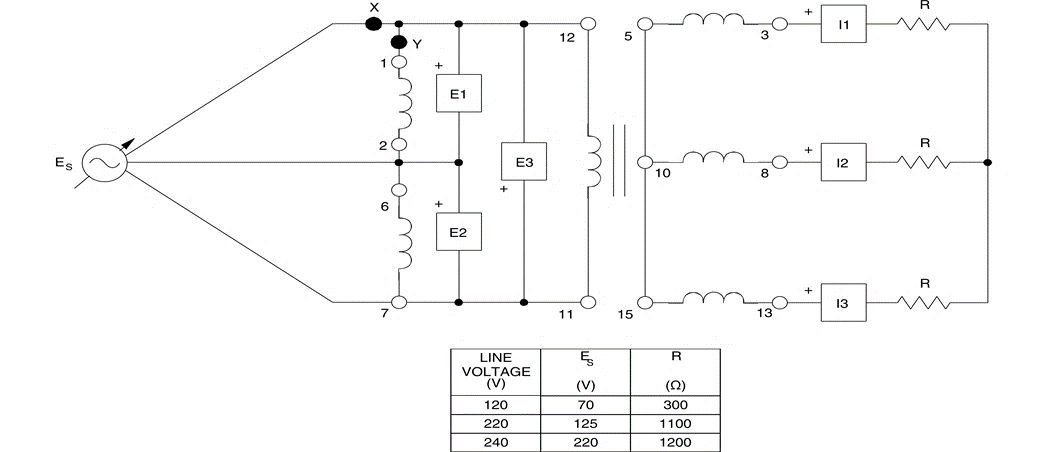 X
Y
1
2
6
7
E_S
+ E1
+ E2
E3 +
12
11
5
10
15
3
8
13
+ I1 R
+ I2 R
+ I3 R
LINE VOLTAGE (V) E_S (V) R (Ω)
120 70 300
220 125 1100
240 220 1200